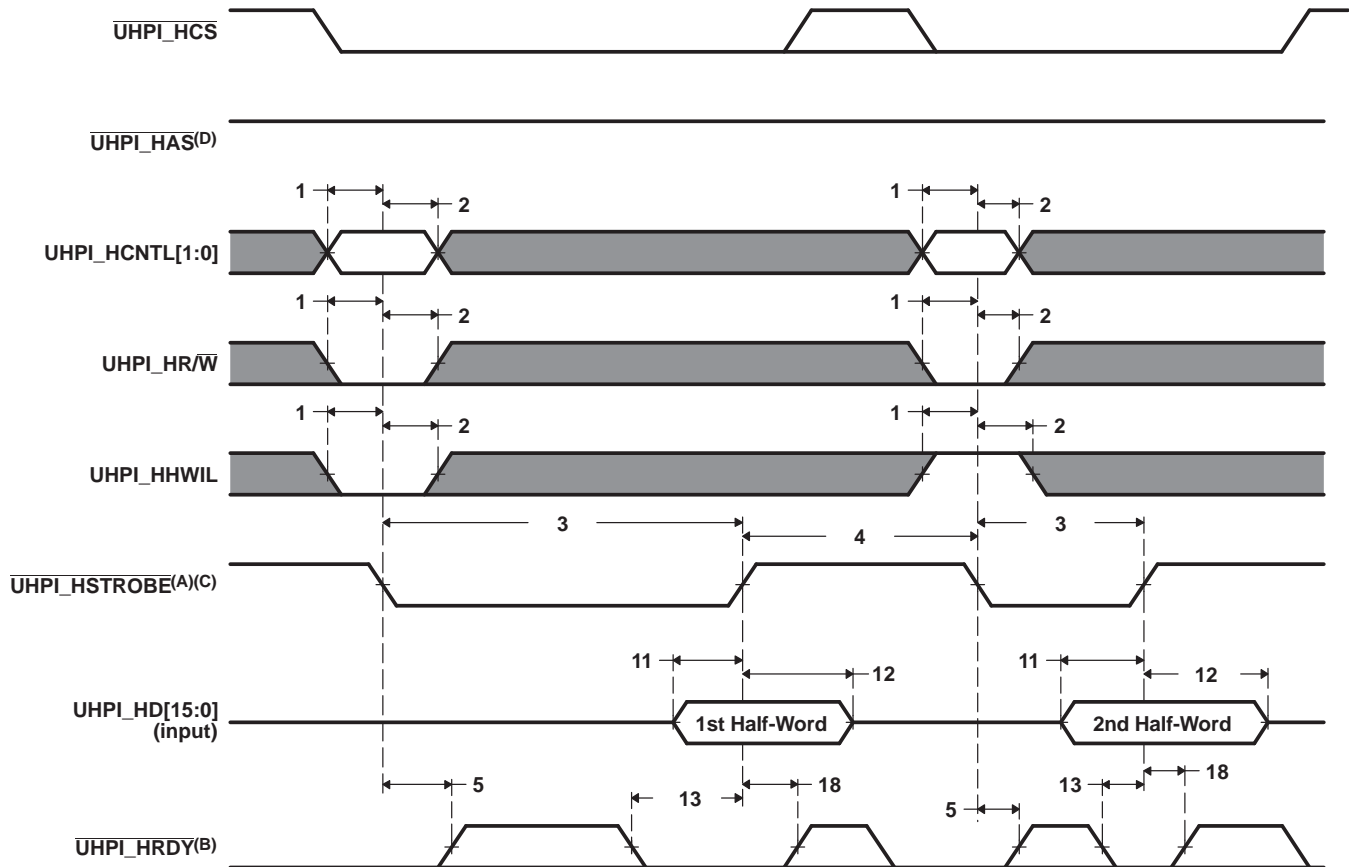 UHPI_HCS
UHPI_HAS(D)
1
2
1
2
UHPI_HCNTL[1:0]
1
2
1
2
UHPI_HR/W
1
2
1
2
UHPI_HHWIL
3
4
3
UHPI_HSTROBE(A)(C)
11
12
11
12
UHPI_HD[15:0]
(input)
1st Half-Word
2nd Half-Word
5
13
18
5
13
18
UHPI_HRDY(B)